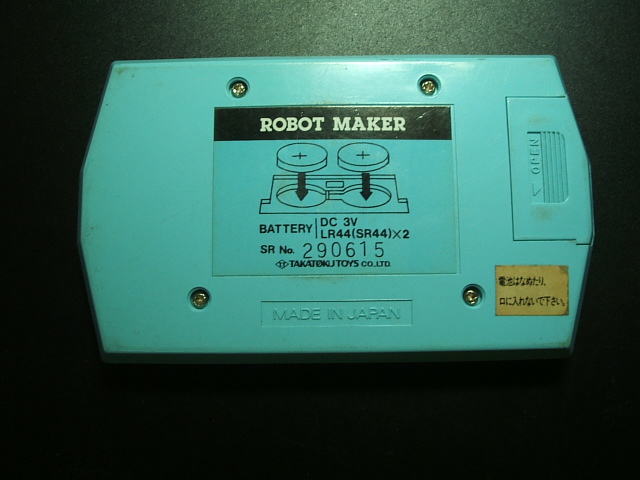 ROBOT MAKER
BATTERY DC 3V
LR44(SR44)×2
SR No. 290615
TAKATOKU TOYS CO.,LTD.
MADE IN JAPAN
OPEN
電池はなめたり、
口に入れないで下さい。